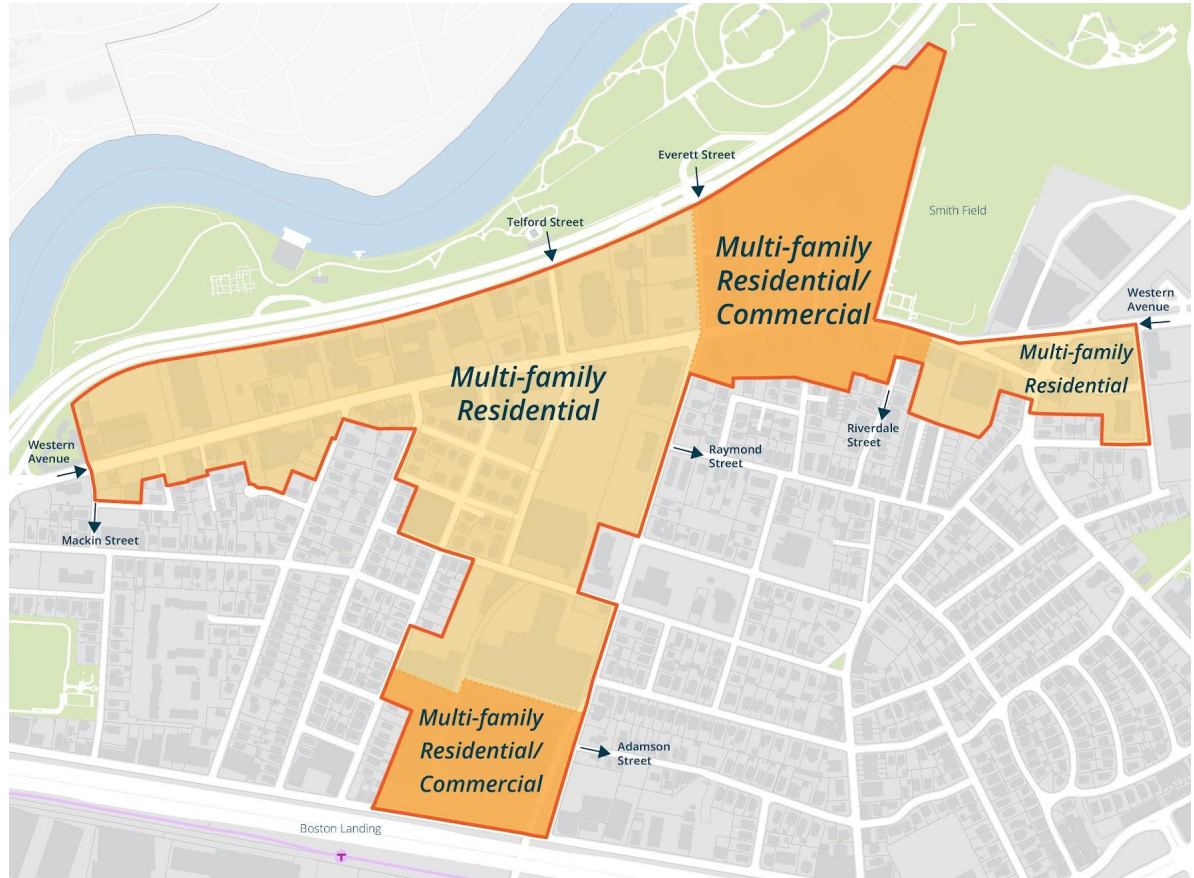 Everett Street
Telford Street
Smith Field
Multi-family
Residential/
Commercial
Western
Avenue
Multi-family
Residential
Multi-family
Residential
Riverdale
Street
Western
Avenue
Raymond
Street
Mackin Street
Multi-family
Residential/
Commercial
Adamson
Street
Boston Landing
T